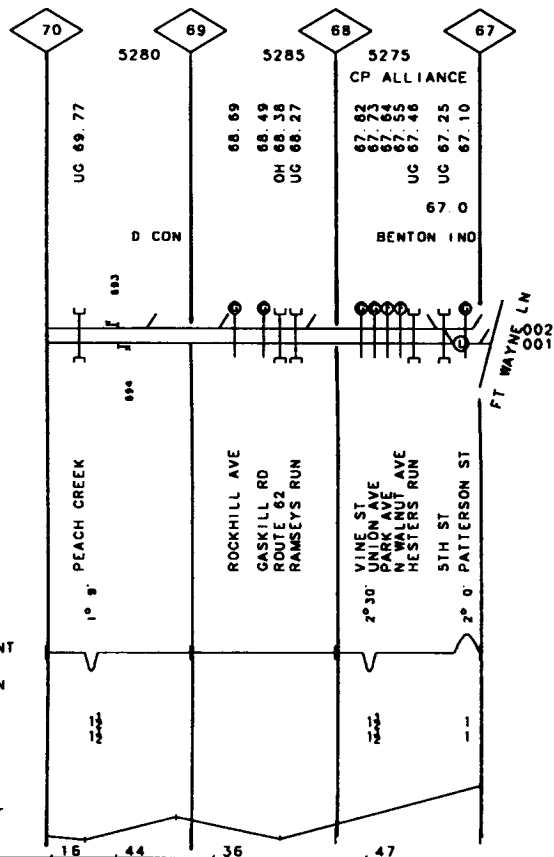 70 69 68 67
5280 5285 5275
CP ALLIANCE
UG 69.77
68.69
68.49
OH 68.38
UG 68.27
67.82
67.73
67.64
67.55
UG 67.46
UG 67.25
67.10
67.0
D CON
BENTON IND
693
694
G G G G F F G
L
FT WAYNE LN
002
001
PEACH CREEK
ROCKHILL AVE
GASKILL RD
ROUTE 62
RAMSEYS RUN
VINE ST
UNION AVE
PARK AVE
N WALNUT AVE
HESTERS RUN
5TH ST
PATTERSON ST
1° 9'
2° 30'
2° 0'
NT
N
T
16 44 36 47